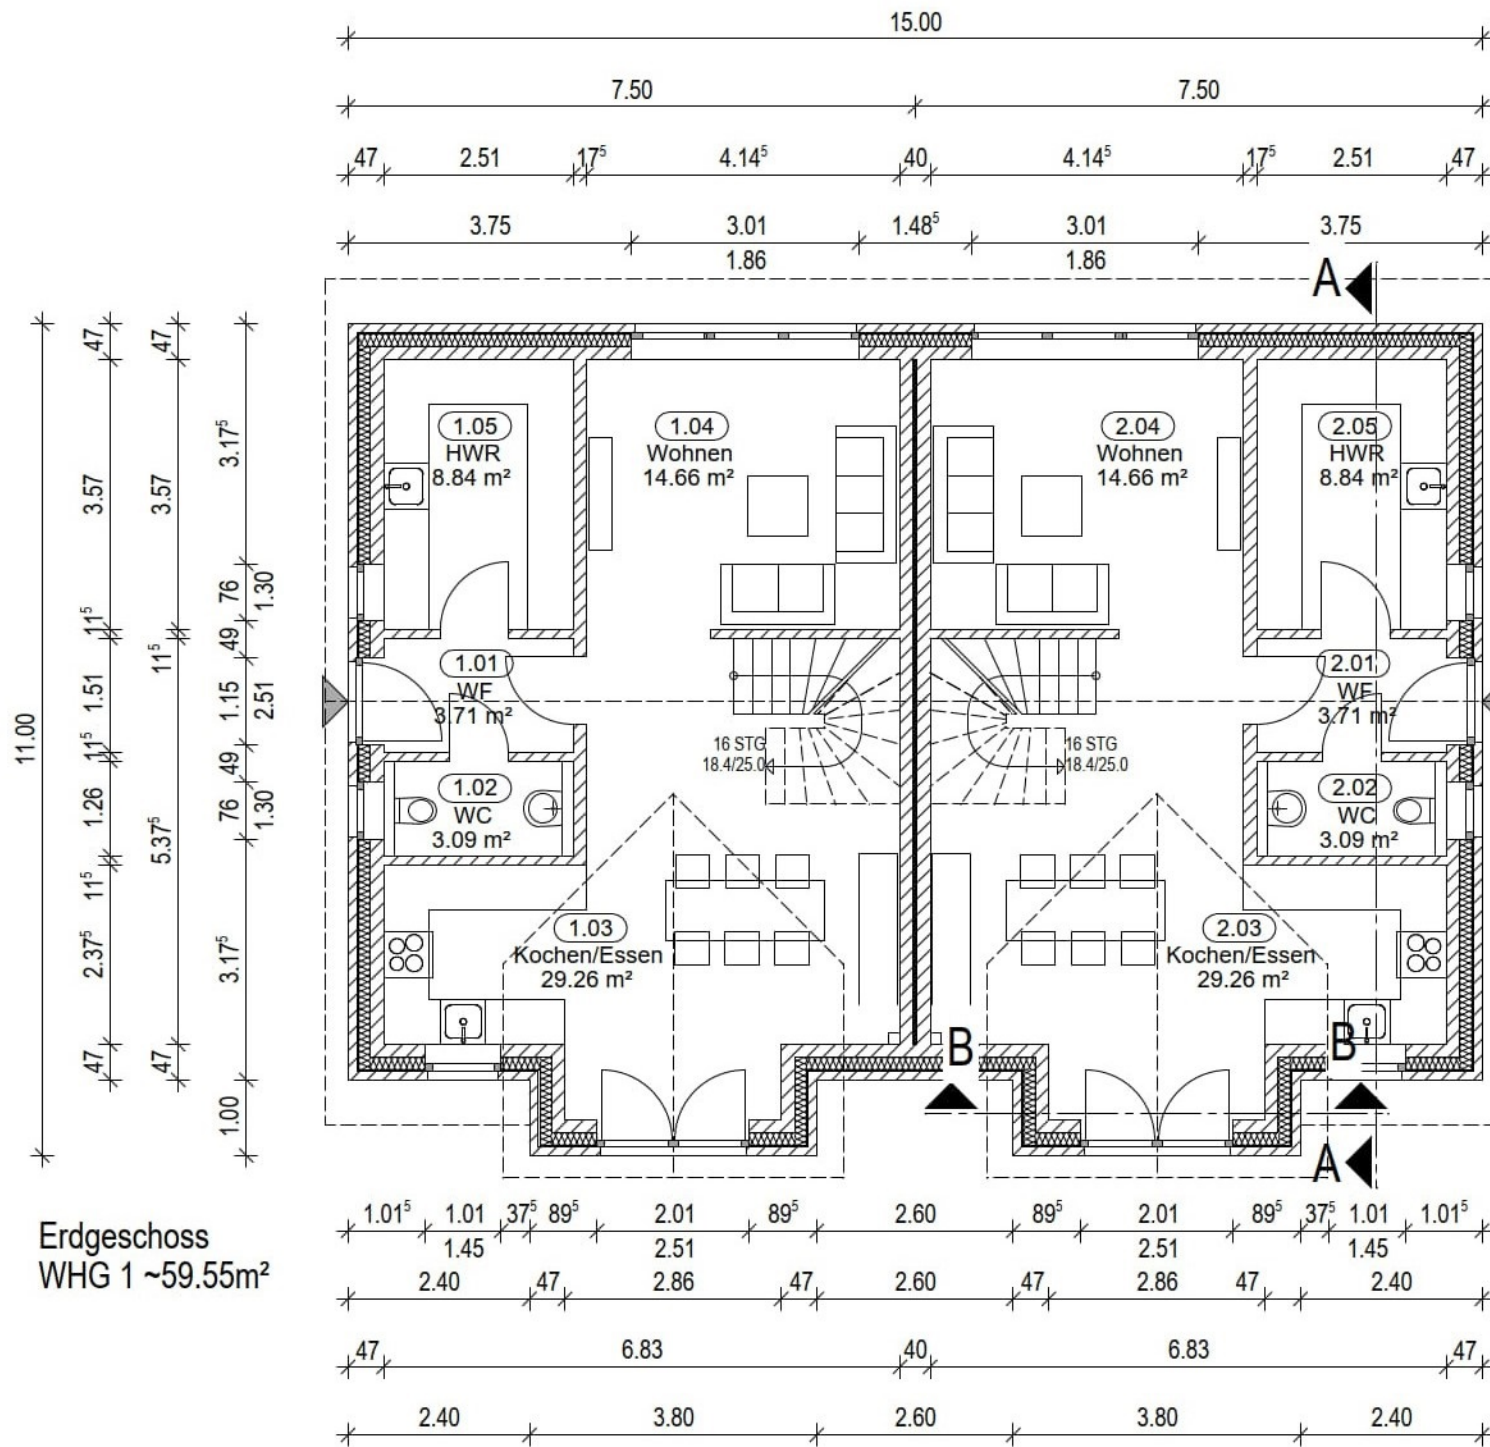 15.00
7.50 7.50
47 2.51 17⁵ 4.14⁵ 40 4.14⁵ 17⁵ 2.51 47
3.75 3.01 1.48⁵ 3.01 3.75
1.86 1.86
A
11.00
47 3.57 11⁵ 1.51 11⁵ 1.26 11⁵ 2.37⁵ 47
47 3.57 11⁵ 5.37⁵ 47
3.17⁵ 76 49 1.15 49 76 3.17⁵ 1.00
1.30 2.51 1.30
1.05
HWR
8.84 m²
1.04
Wohnen
14.66 m²
2.04
Wohnen
14.66 m²
2.05
HWR
8.84 m²
1.01
WF
3.71 m²
2.01
WF
3.71 m²
16 STG
18.4/25.0
16 STG
18.4/25.0
1.02
WC
3.09 m²
2.02
WC
3.09 m²
1.03
Kochen/Essen
29.26 m²
2.03
Kochen/Essen
29.26 m²
B B
A
Erdgeschoss
WHG 1 ~59.55m²
1.01⁵ 1.01 37⁵ 89⁵ 2.01 89⁵ 2.60 89⁵ 2.01 89⁵ 37⁵ 1.01 1.01⁵
1.45 2.51 2.51 1.45
2.40 47 2.86 47 2.60 47 2.86 47 2.40
47 6.83 40 6.83 47
2.40 3.80 2.60 3.80 2.40